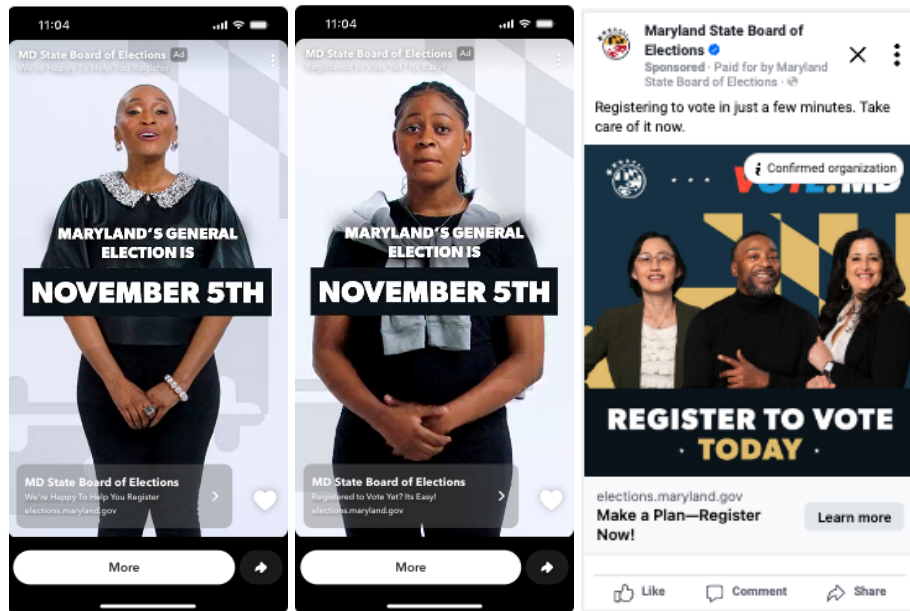 11:04
MD State Board of Elections Ad
We're Happy To Help You Register
MARYLAND'S GENERAL
ELECTION IS
NOVEMBER 5TH
MD State Board of Elections
We're Happy To Help You Register
elections.maryland.gov
More
11:04
MD State Board of Elections Ad
Registered to Vote Yet? Its Easy!
MARYLAND'S GENERAL
ELECTION IS
NOVEMBER 5TH
MD State Board of Elections
Registered to Vote Yet? Its Easy!
elections.maryland.gov
More
Maryland State Board of
Elections
Sponsored · Paid for by Maryland
State Board of Elections ·
Registering to vote in just a few minutes. Take
care of it now.
i Confirmed organization
REGISTER TO VOTE
· TODAY ·
elections.maryland.gov
Make a Plan—Register
Now!
Learn more
Like
Comment
Share